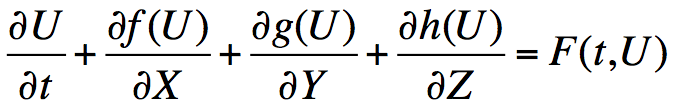 ∂U/∂t + ∂f(U)/∂X + ∂g(U)/∂Y + ∂h(U)/∂Z = F(t,U)